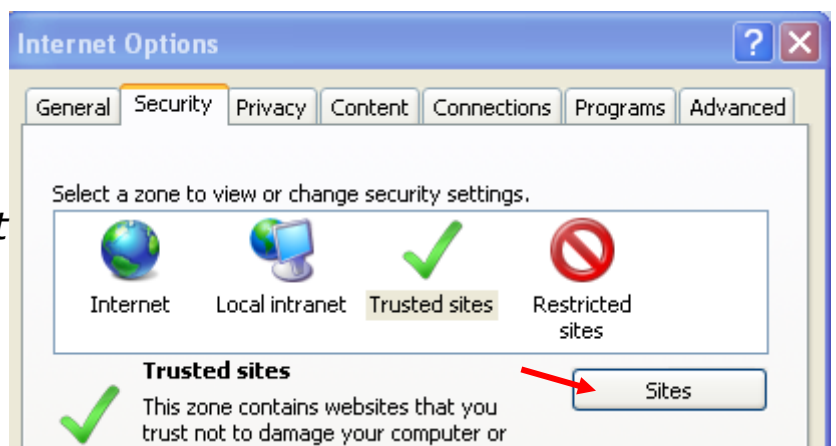 Internet Options
General Security Privacy Content Connections Programs Advanced
Select a zone to view or change security settings.
t
Internet Local intranet Trusted sites Restricted sites
Trusted sites
Sites
This zone contains websites that you
trust not to damage your computer or